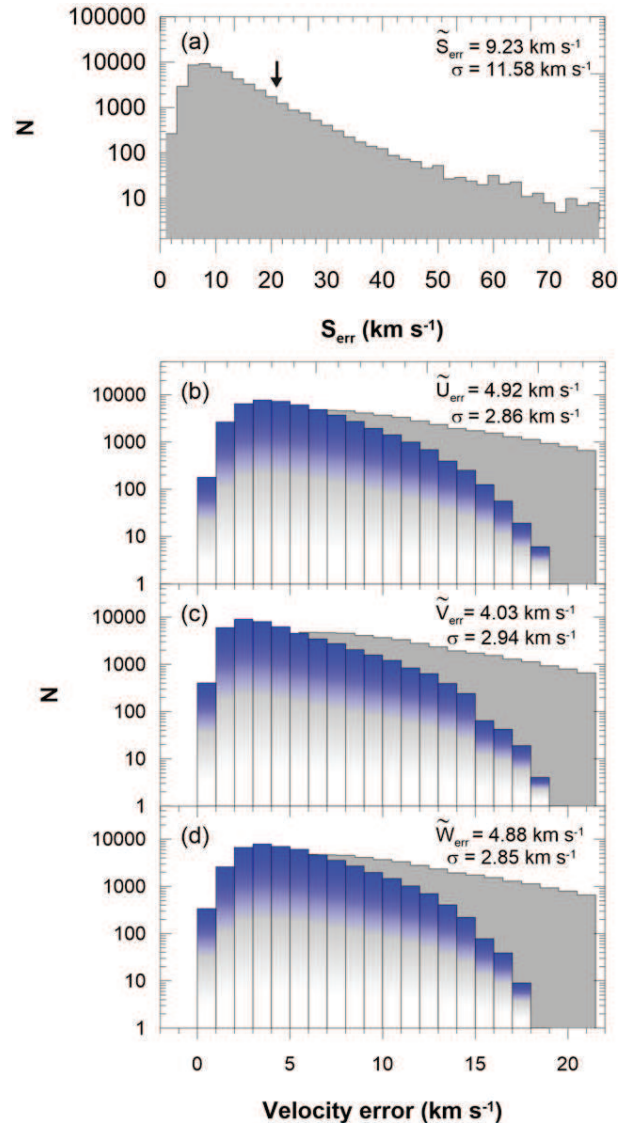 100000
10000
1000
100
10
N
(a)
S̃err = 9.23 km s-1
σ = 11.58 km s-1
0 10 20 30 40 50 60 70 80
Serr (km s-1)
10000
1000
100
10
1
(b)
Ũerr = 4.92 km s-1
σ = 2.86 km s-1
10000
1000
100
10
1
N
(c)
Ṽerr = 4.03 km s-1
σ = 2.94 km s-1
10000
1000
100
10
1
(d)
W̃err = 4.88 km s-1
σ = 2.85 km s-1
0 5 10 15 20
Velocity error (km s-1)